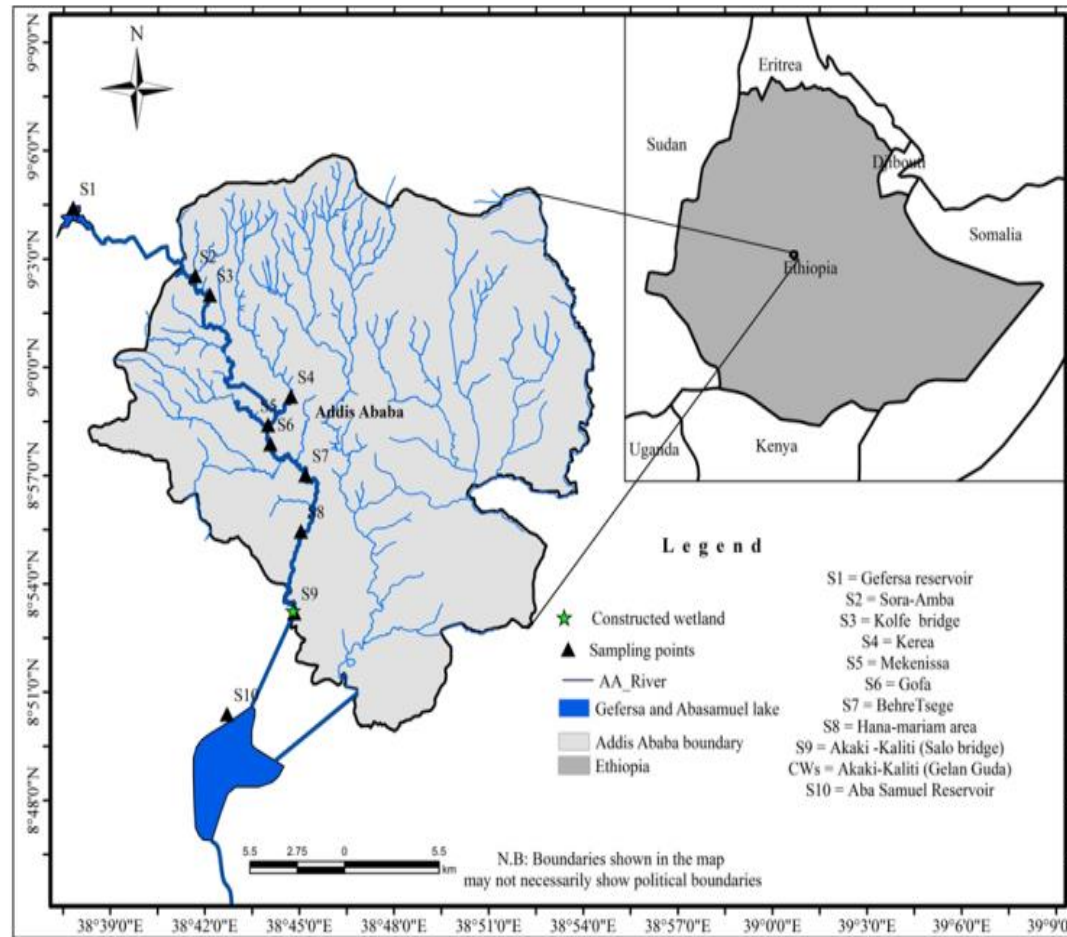 N
9°9'0"N
9°6'0"N
9°3'0"N
9°0'0"N
8°57'0"N
8°54'0"N
8°51'0"N
8°48'0"N
S1
S2
S3
S4
S5
S6
Addis Ababa
S7
S8
S9
S10
Eritrea
Sudan
Djibouti
Somalia
Ethiopia
Uganda
Kenya
Legend
Constructed wetland
Sampling points
AA_River
Gefersa and Abasamuel lake
Addis Ababa boundary
Ethiopia
S1 = Gefersa reservoir
S2 = Sora-Amba
S3 = Kolfe bridge
S4 = Kerea
S5 = Mekenissa
S6 = Gofa
S7 = BehreTsege
S8 = Hana-mariam area
S9 = Akaki -Kaliti (Salo bridge)
CWs = Akaki-Kaliti (Gelan Guda)
S10 = Aba Samuel Reservoir
5.5 2.75 0 5.5
km
N.B: Boundaries shown in the map
may not necessarily show political boundaries
38°39'0"E 38°42'0"E 38°45'0"E 38°48'0"E 38°51'0"E 38°54'0"E 38°57'0"E 39°0'0"E 39°3'0"E 39°6'0"E 39°9'0"E